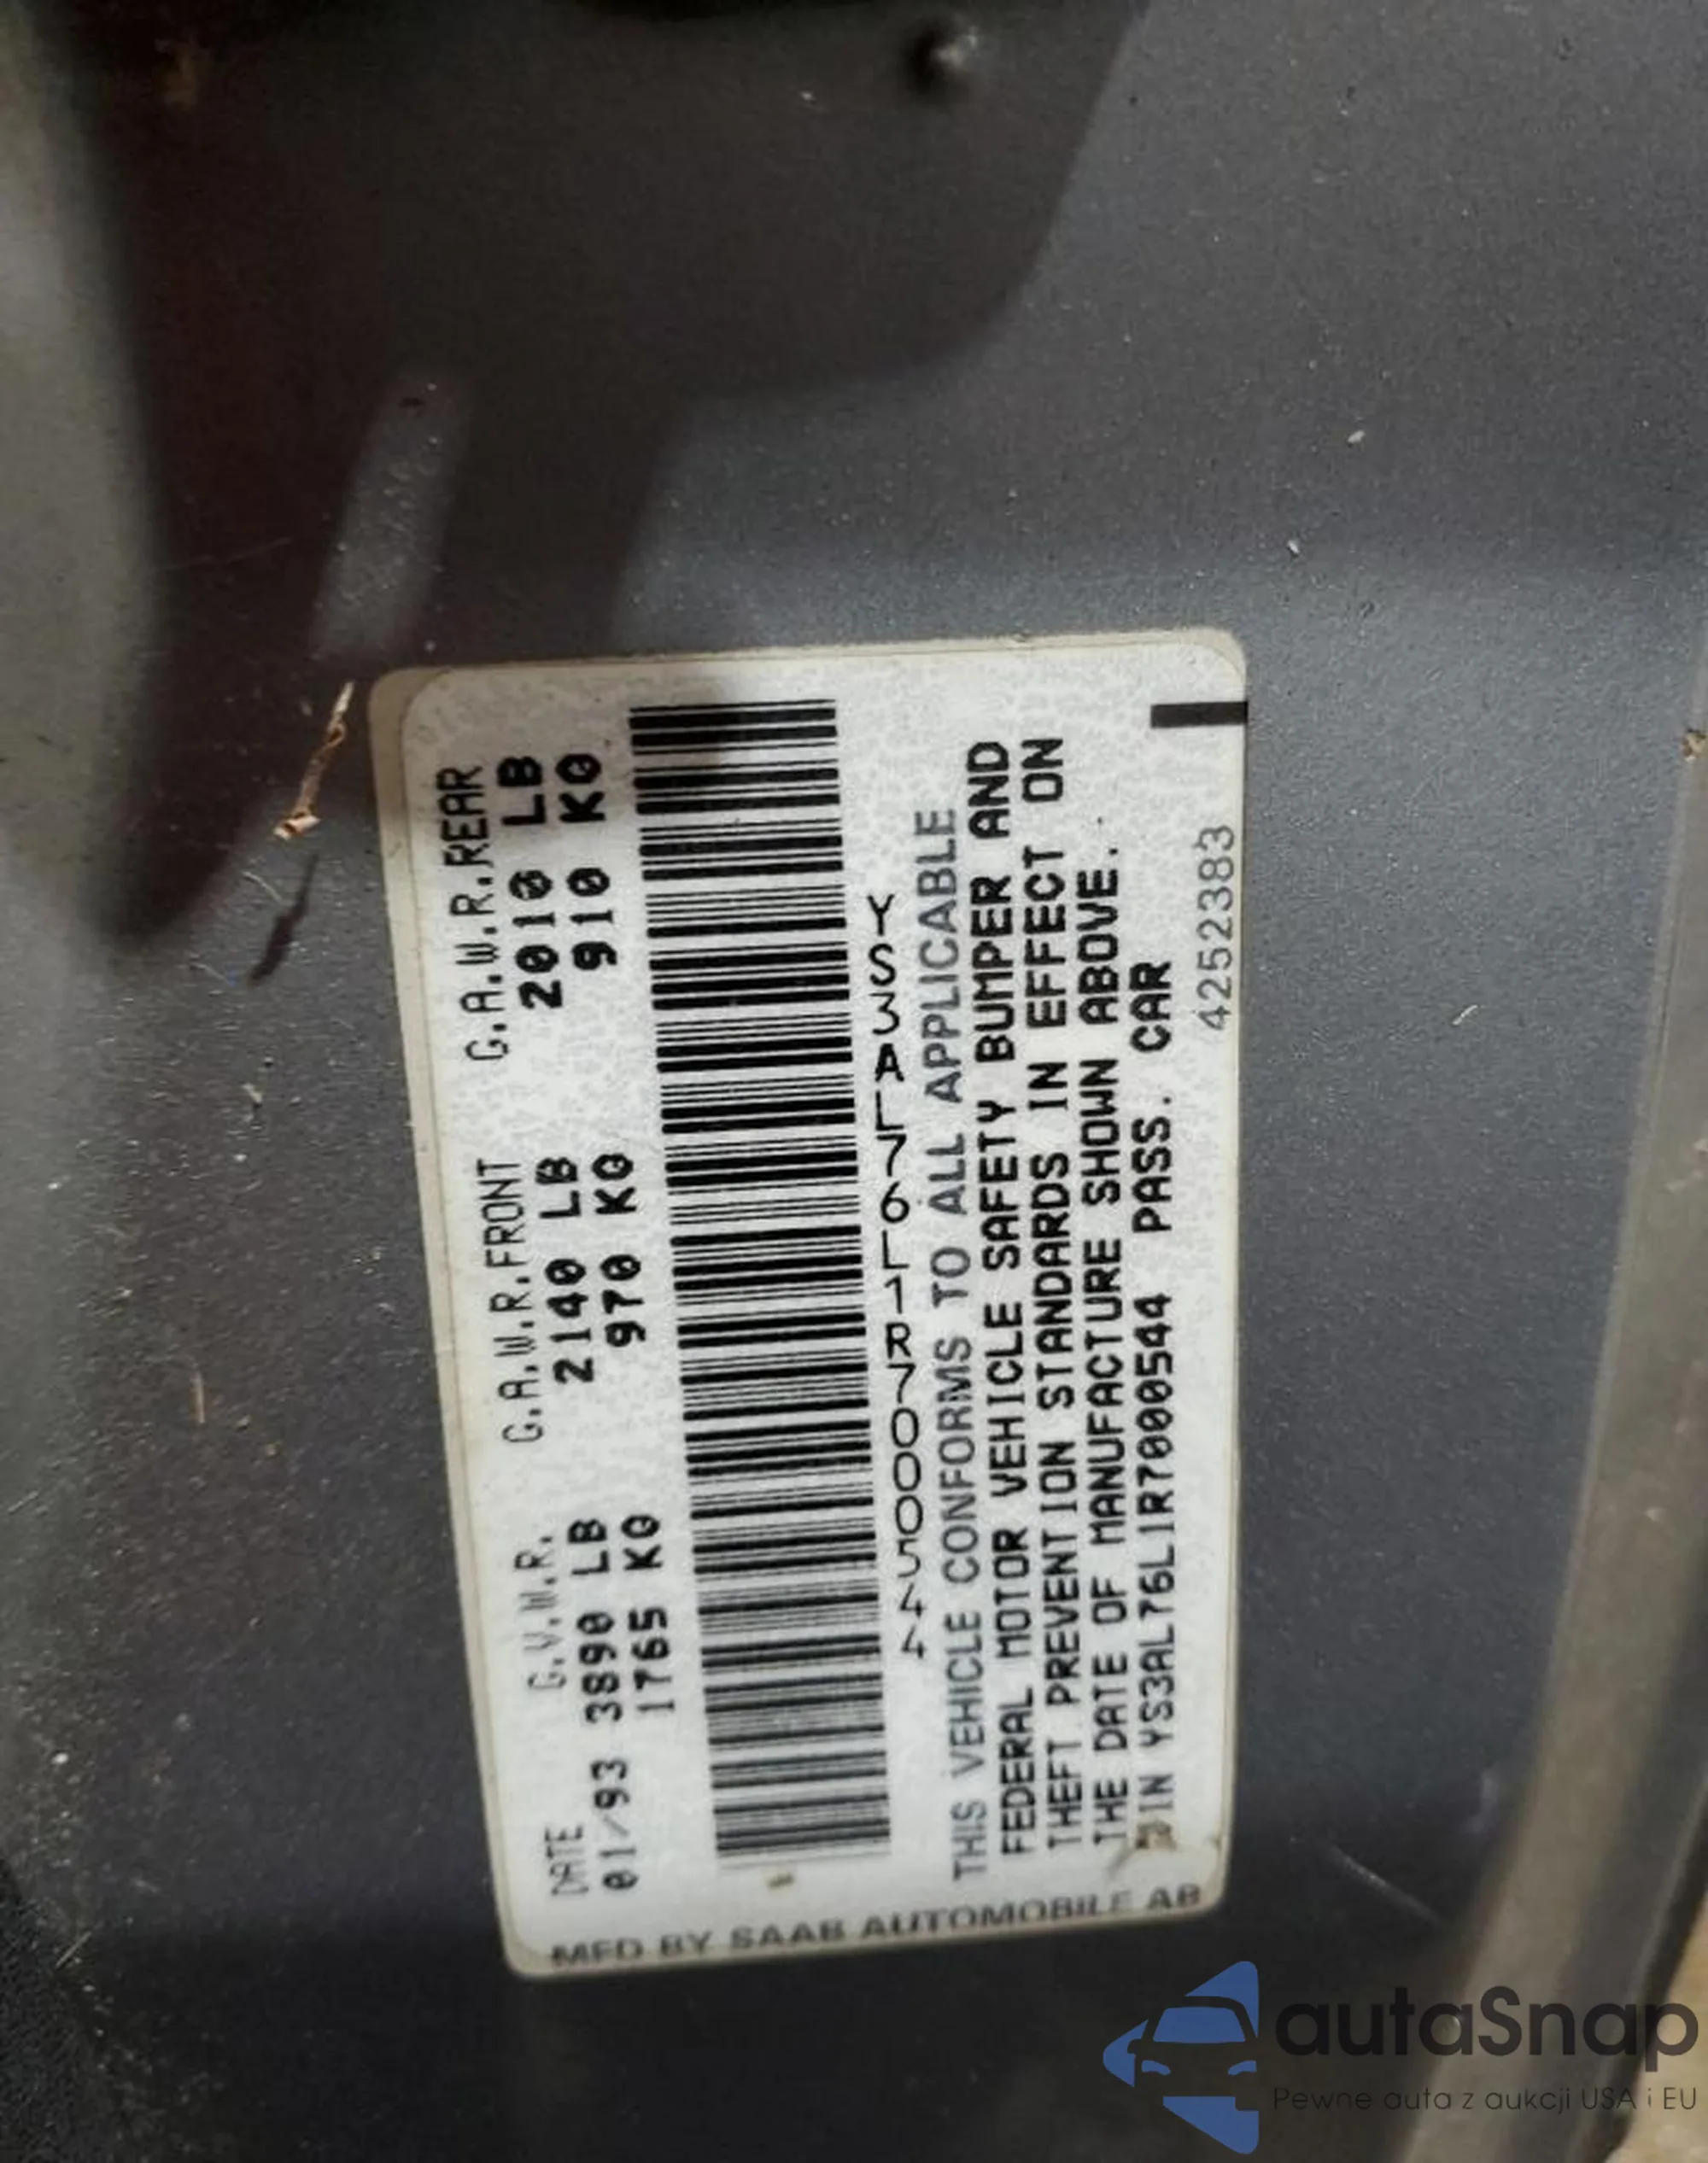 MFD BY SAAB AUTOMOBILE AB
DATE G.V.W.R. G.A.W.R.FRONT G.A.W.R.REAR
01/93 3890 LB 2140 LB 2010 LB
1765 KG 970 KG 910 KG
YS3AL76L1R7000544
THIS VEHICLE CONFORMS TO ALL APPLICABLE
FEDERAL MOTOR VEHICLE SAFETY BUMPER AND
THEFT PREVENTION STANDARDS IN EFFECT ON
THE DATE OF MANUFACTURE SHOWN ABOVE.
VIN YS3AL76L1R7000544 PASS. CAR
4252383
autaSnap
Pewne auta z aukcji USA i EU